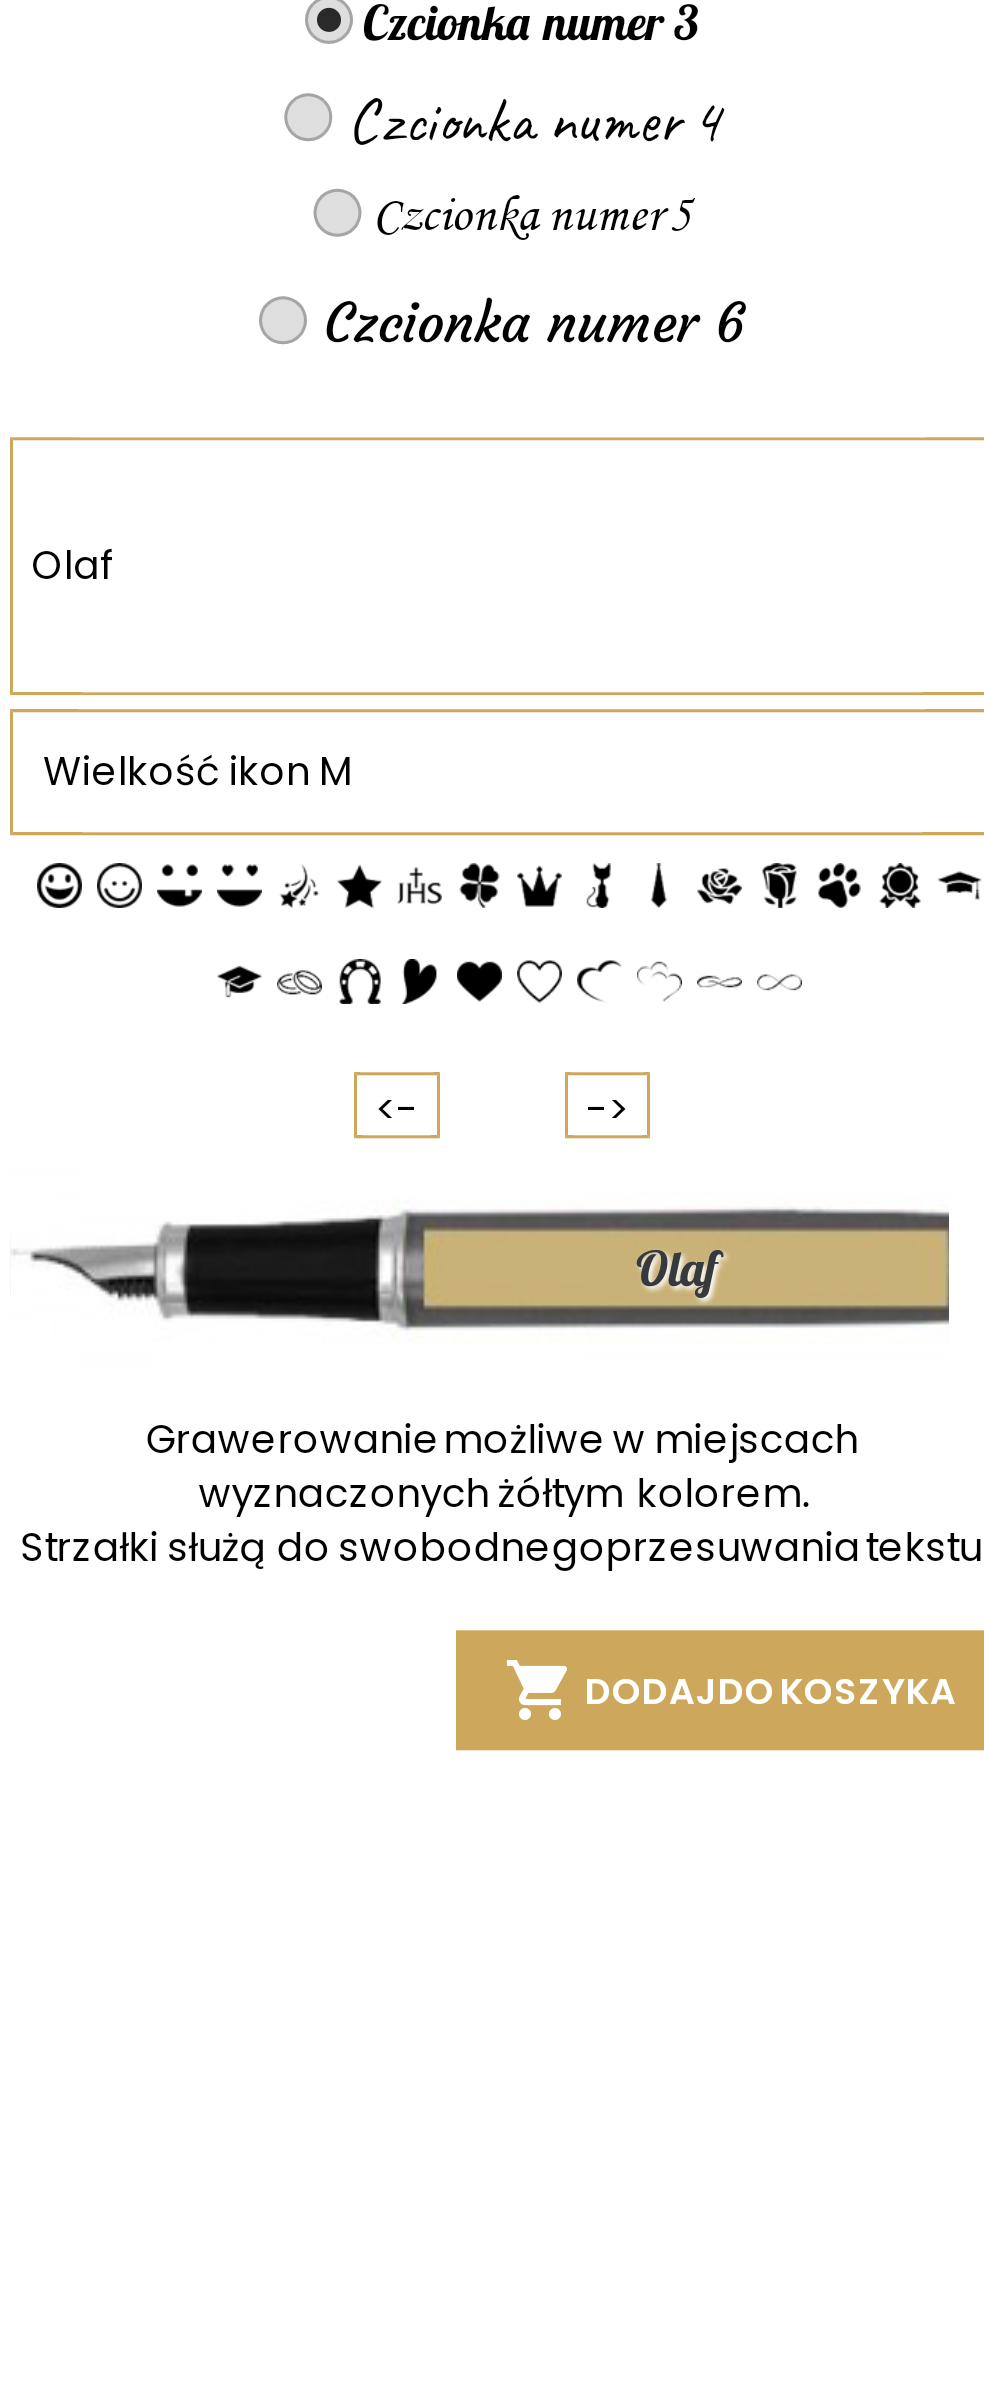 Czcionka numer 3
Czcionka numer 4
Czcionka numer 5
Czcionka numer 6
Olaf
Wielkość ikon M
JHS
<-
->
Olaf
Grawerowanie możliwe w miejscach
wyznaczonych żółtym kolorem.
Strzałki służą do swobodnego przesuwania tekstu
DODAJ DO KOSZYKA